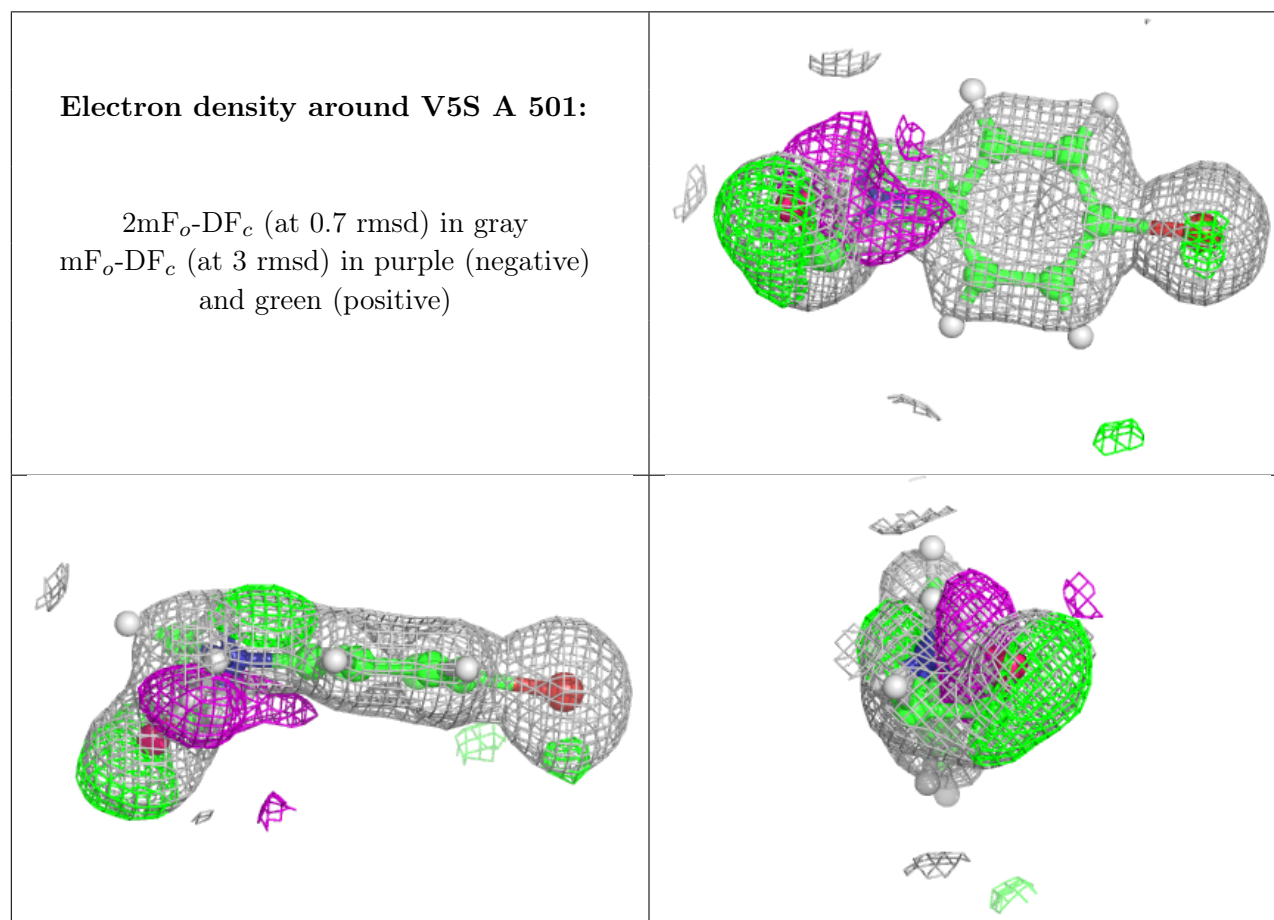 Electron density around V5S A 501:
2mFo-DFc (at 0.7 rmsd) in gray
mFo-DFc (at 3 rmsd) in purple (negative)
and green (positive)